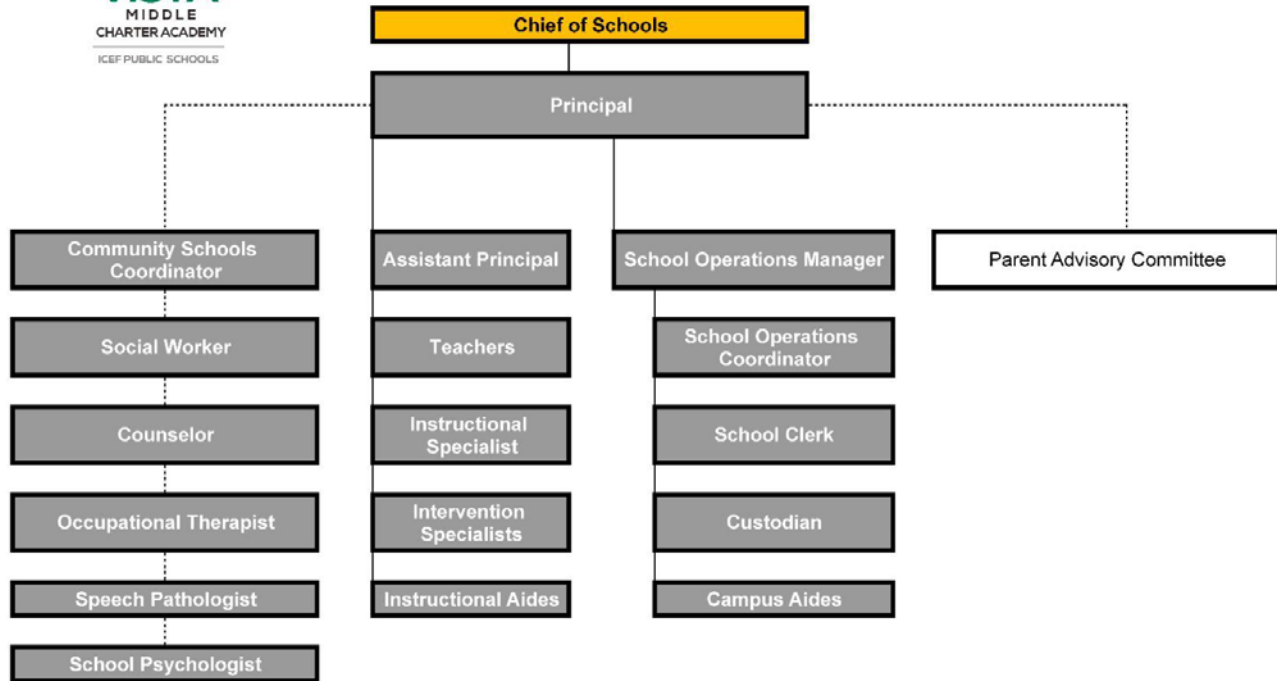 MIDDLE
CHARTER ACADEMY
ICEF PUBLIC SCHOOLS
Chief of Schools
Principal
Community Schools
Coordinator
Assistant Principal
School Operations Manager
Parent Advisory Committee
Social Worker
Teachers
School Operations
Coordinator
Counselor
Instructional
Specialist
School Clerk
Occupational Therapist
Intervention
Specialists
Custodian
Speech Pathologist
Instructional Aides
Campus Aides
School Psychologist